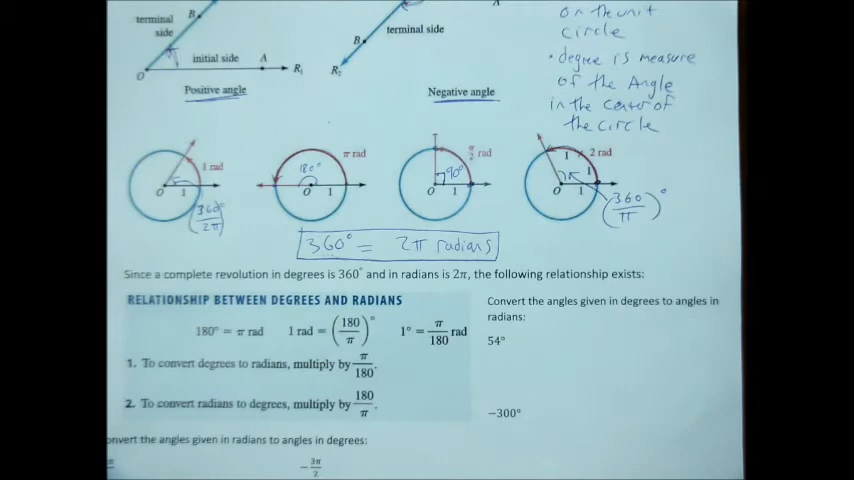 terminal
side
B
initial side
A
R₁
O
Positive angle
B
terminal side
R₂
Negative angle
A
on the unit
circle
• degree is measure
of the Angle
in the center of
the circle
1 rad
O
1
(360°/2π)
π rad
180°
O
1
π/2 rad
90°
O
1
2 rad
1
1
O
1
(360/π)°
360° = 2π radians
Since a complete revolution in degrees is 360° and in radians is 2π, the following relationship exists:
RELATIONSHIP BETWEEN DEGREES AND RADIANS
180° = π rad 1 rad = (180/π)° 1° = π/180 rad
1. To convert degrees to radians, multiply by π/180.
2. To convert radians to degrees, multiply by 180/π.
Convert the angles given in degrees to angles in
radians:
54°
−300°
onvert the angles given in radians to angles in degrees:
−3π/2